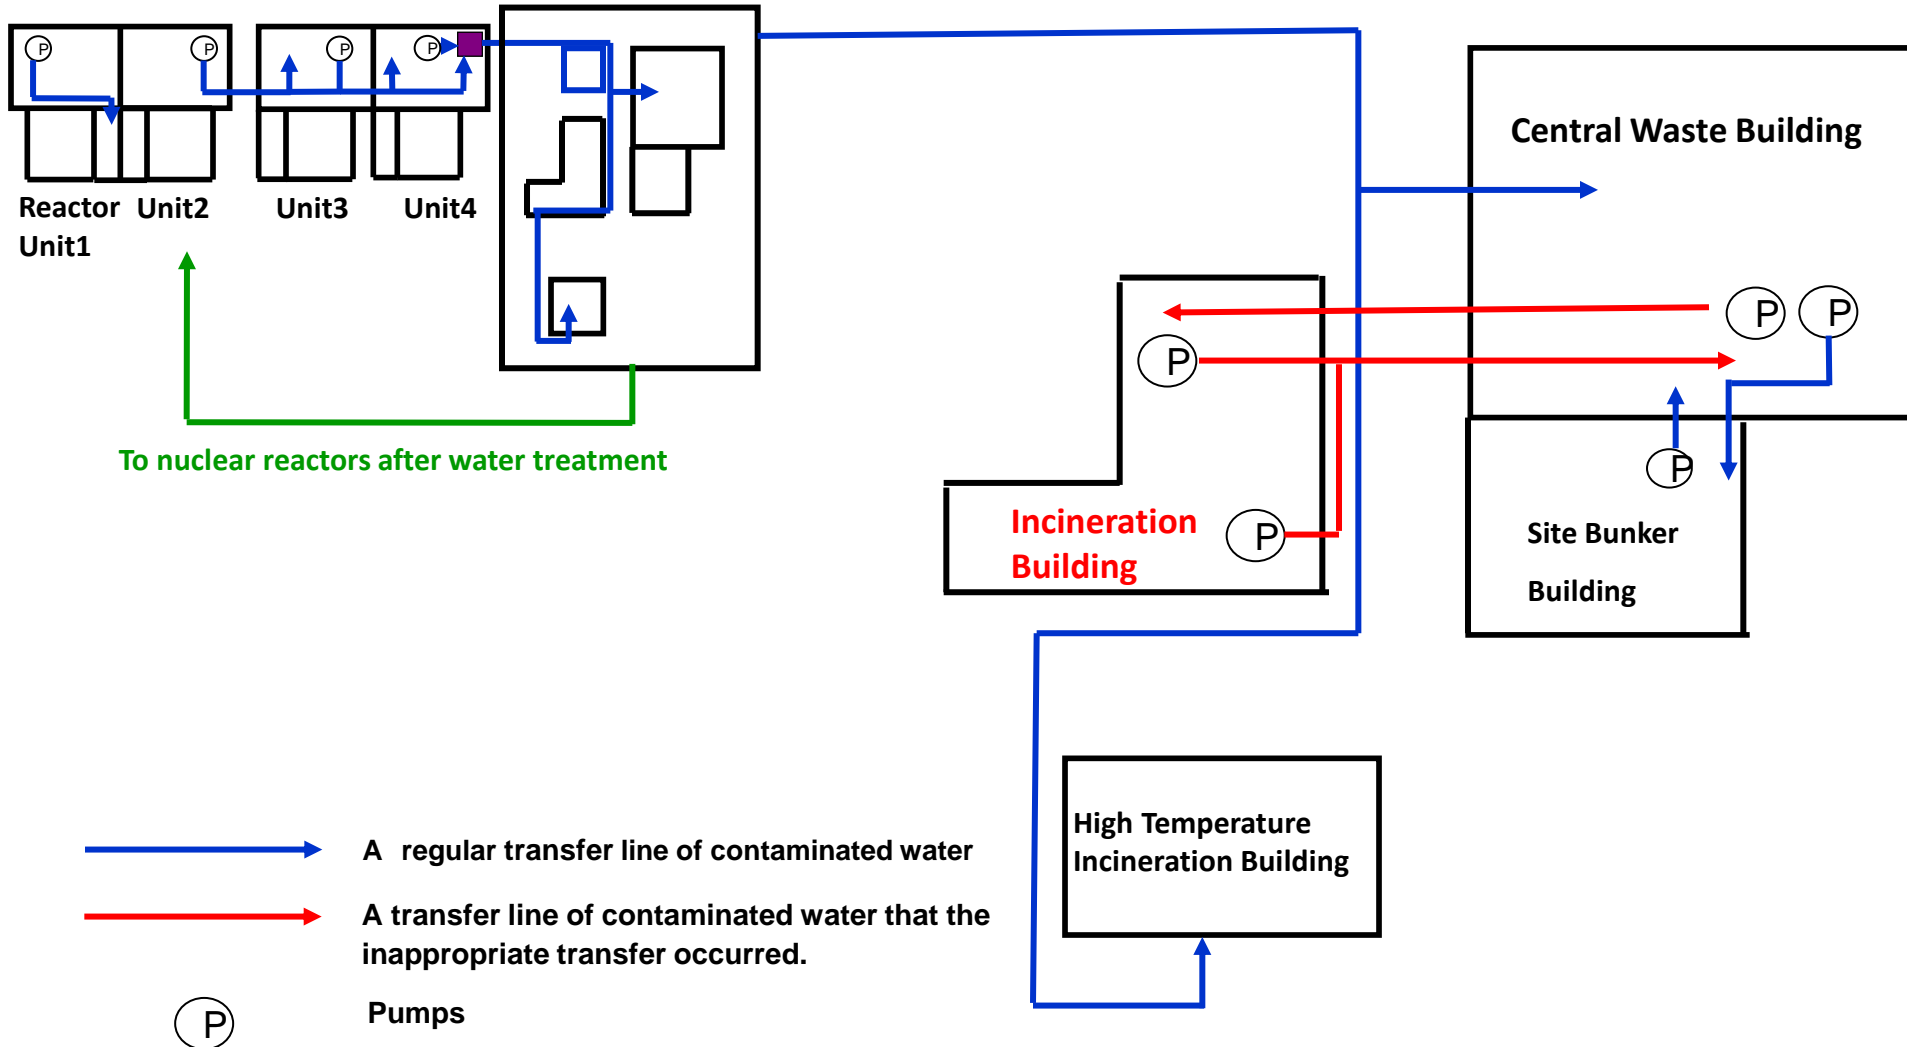 P
P
P
P
Reactor
Unit1
Unit2
Unit3
Unit4
To nuclear reactors after water treatment
Central Waste Building
P
P
P
P
Site Bunker
Building
Incineration
Building
P
High Temperature
Incineration Building
A regular transfer line of contaminated water
A transfer line of contaminated water that the
inappropriate transfer occurred.
P
Pumps